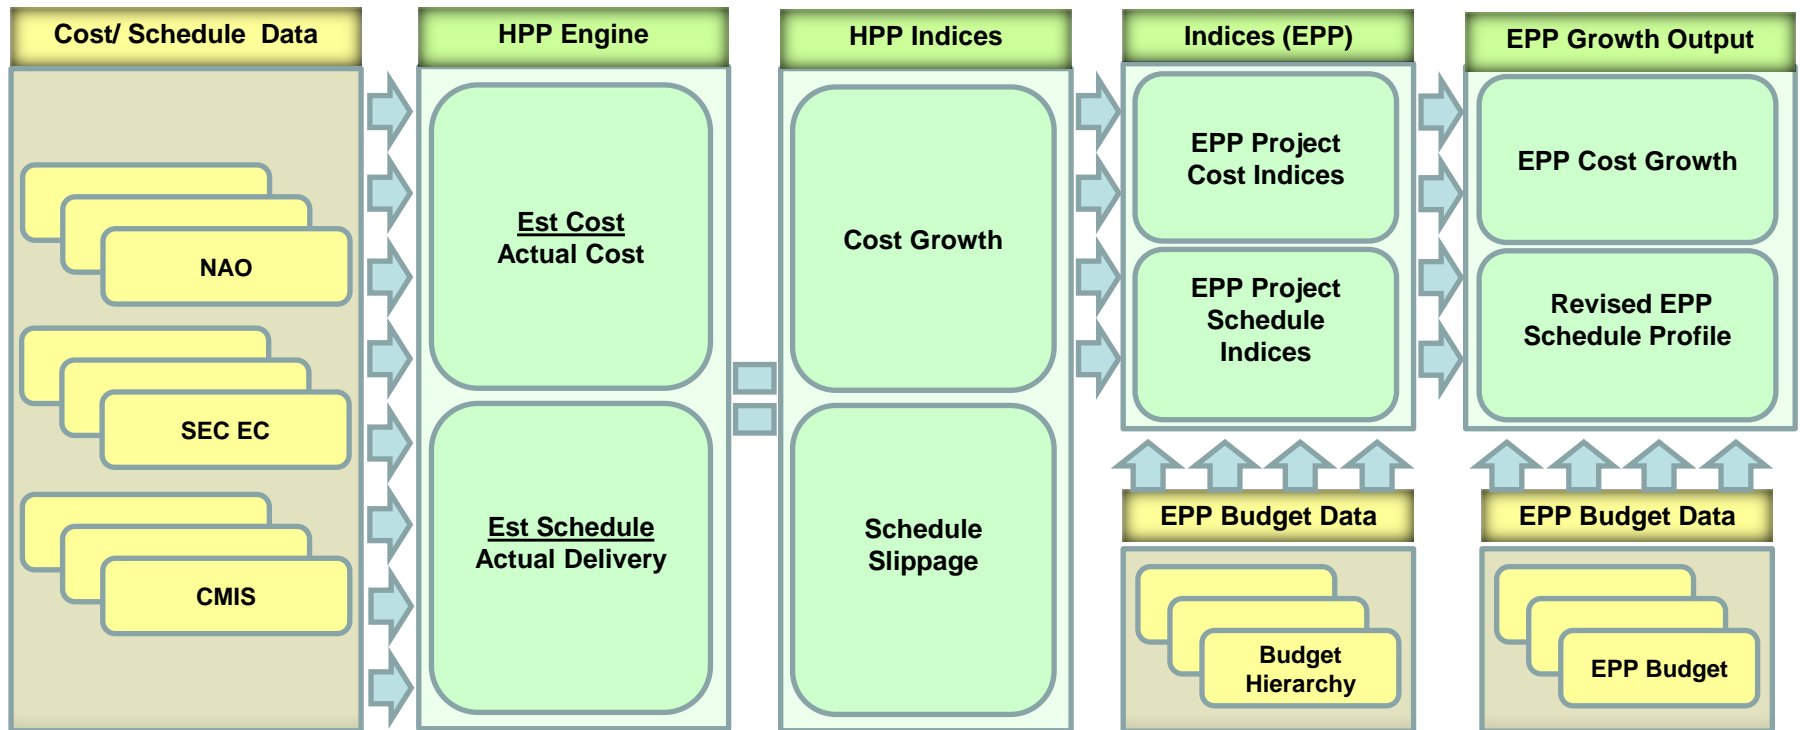 Cost/ Schedule  Data
NAO
SEC EC
CMIS
HPP Engine
Est Cost
Actual Cost
Est Schedule
Actual Delivery
HPP Indices
Cost Growth
Schedule
Slippage
Indices (EPP)
EPP Project
Cost Indices
EPP Project
Schedule
Indices
EPP Budget Data
Budget
Hierarchy
EPP Growth Output
EPP Cost Growth
Revised EPP
Schedule Profile
EPP Budget Data
EPP Budget